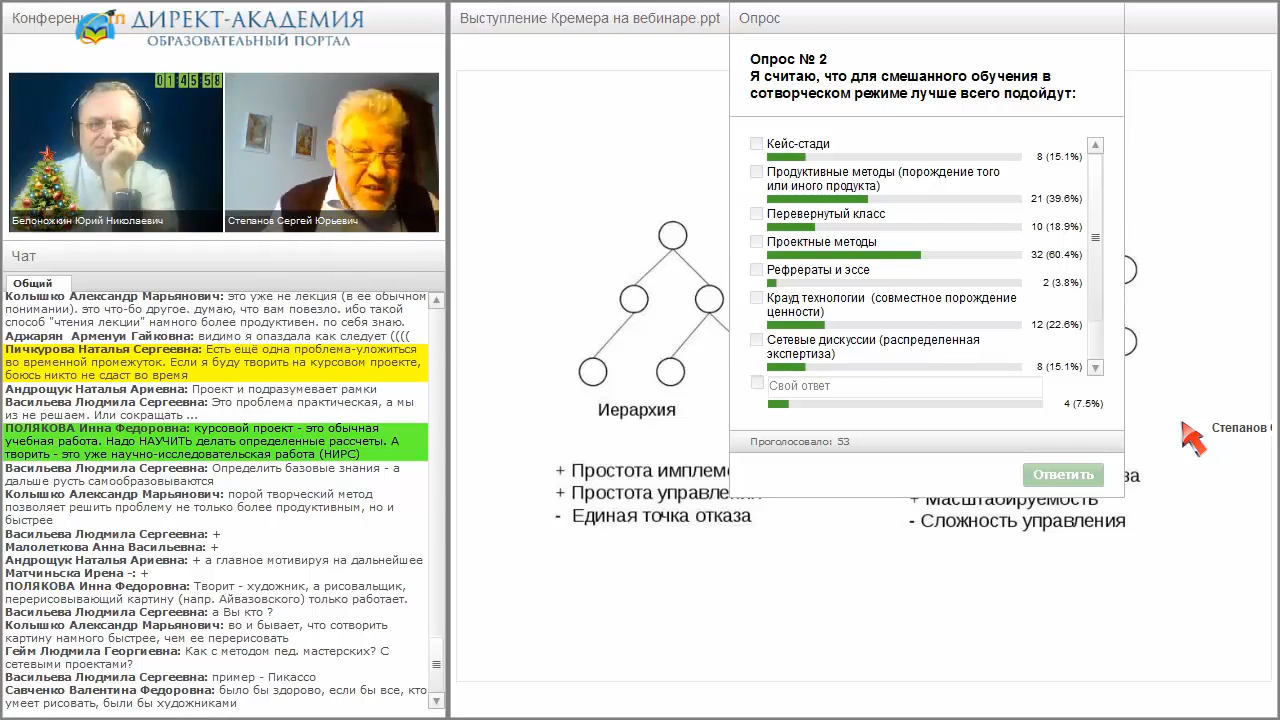 Конферен
ДИРЕКТ-АКАДЕМИЯ
ОБРАЗОВАТЕЛЬНЫЙ ПОРТАЛ
01:45:58
Белоножкин Юрий Николаевич
Степанов Сергей Юрьевич
Чат
Общий
Колышко Александр Марьянович: это уже не лекция (в ее обычном
понимании). это что-бо другое. думаю, что вам повезло. ибо такой
способ "чтения лекции" намного более продуктивен. по себя знаю.
Аджарян Арменуи Гайковна: видимо я опаздала как следует ((((
Пичкурова Наталья Сергеевна: Есть ещё одна проблема-уложиться
во временной промежуток. Если я буду творить на курсовом проекте,
боюсь никто не сдаст во время
Андрощук Наталья Ариевна: Проект и подразумевает рамки
Васильева Людмила Сергеевна: Это проблема практическая, а мы
из не решаем. Или сокращать ...
ПОЛЯКОВА Инна Федоровна: курсовой проект - это обычная
учебная работа. Надо НАУЧИТЬ делать определенные рассчеты. А
творить - это уже научно-исследовательская работа (НИРС)
Васильева Людмила Сергеевна: Определить базовые знания - а
дальше русть самообразовываются
Колышко Александр Марьянович: порой творческий метод
позволяет решить проблему не только более продуктивным, но и
быстрее
Васильева Людмила Сергеевна: +
Малолеткова Анна Васильевна: +
Андрощук Наталья Ариевна: + а главное мотивируя на дальнейшее
Матчиньска Ирена -: +
ПОЛЯКОВА Инна Федоровна: Творит - художник, а рисовальщик,
перерисовывающий картину (напр. Айвазовского) только работает.
Васильева Людмила Сергеевна: а Вы кто ?
Колышко Александр Марьянович: во и бывает, что сотворить
картину намного быстрее, чем ее перерисовать
Гейм Людмила Георгиевна: Как с методом пед. мастерских? С
сетевыми проектами?
Васильева Людмила Сергеевна: пример - Пикассо
Савченко Валентина Федоровна: было бы здорово, если бы все, кто
умеет рисовать, были бы художниками
Выступление Кремера на вебинаре.ppt
Иерархия
+ Простота имплем
+ Простота управлени
- Единая точка отказа
Опрос
Опрос № 2
Я считаю, что для смешанного обучения в
сотворческом режиме лучше всего подойдут:
Кейс-стади
8 (15.1%)
Продуктивные методы (порождение того
или иного продукта)
21 (39.6%)
Перевернутый класс
10 (18.9%)
Проектные методы
32 (60.4%)
Рефрераты и эссе
2 (3.8%)
Крауд технологии (совместное порождение
ценности)
12 (22.6%)
Сетевые дискуссии (распределенная
экспертиза)
8 (15.1%)
Свой ответ
4 (7.5%)
Проголосовало: 53
Ответить
Степанов
за
+ Масштабируемость
- Сложность управления